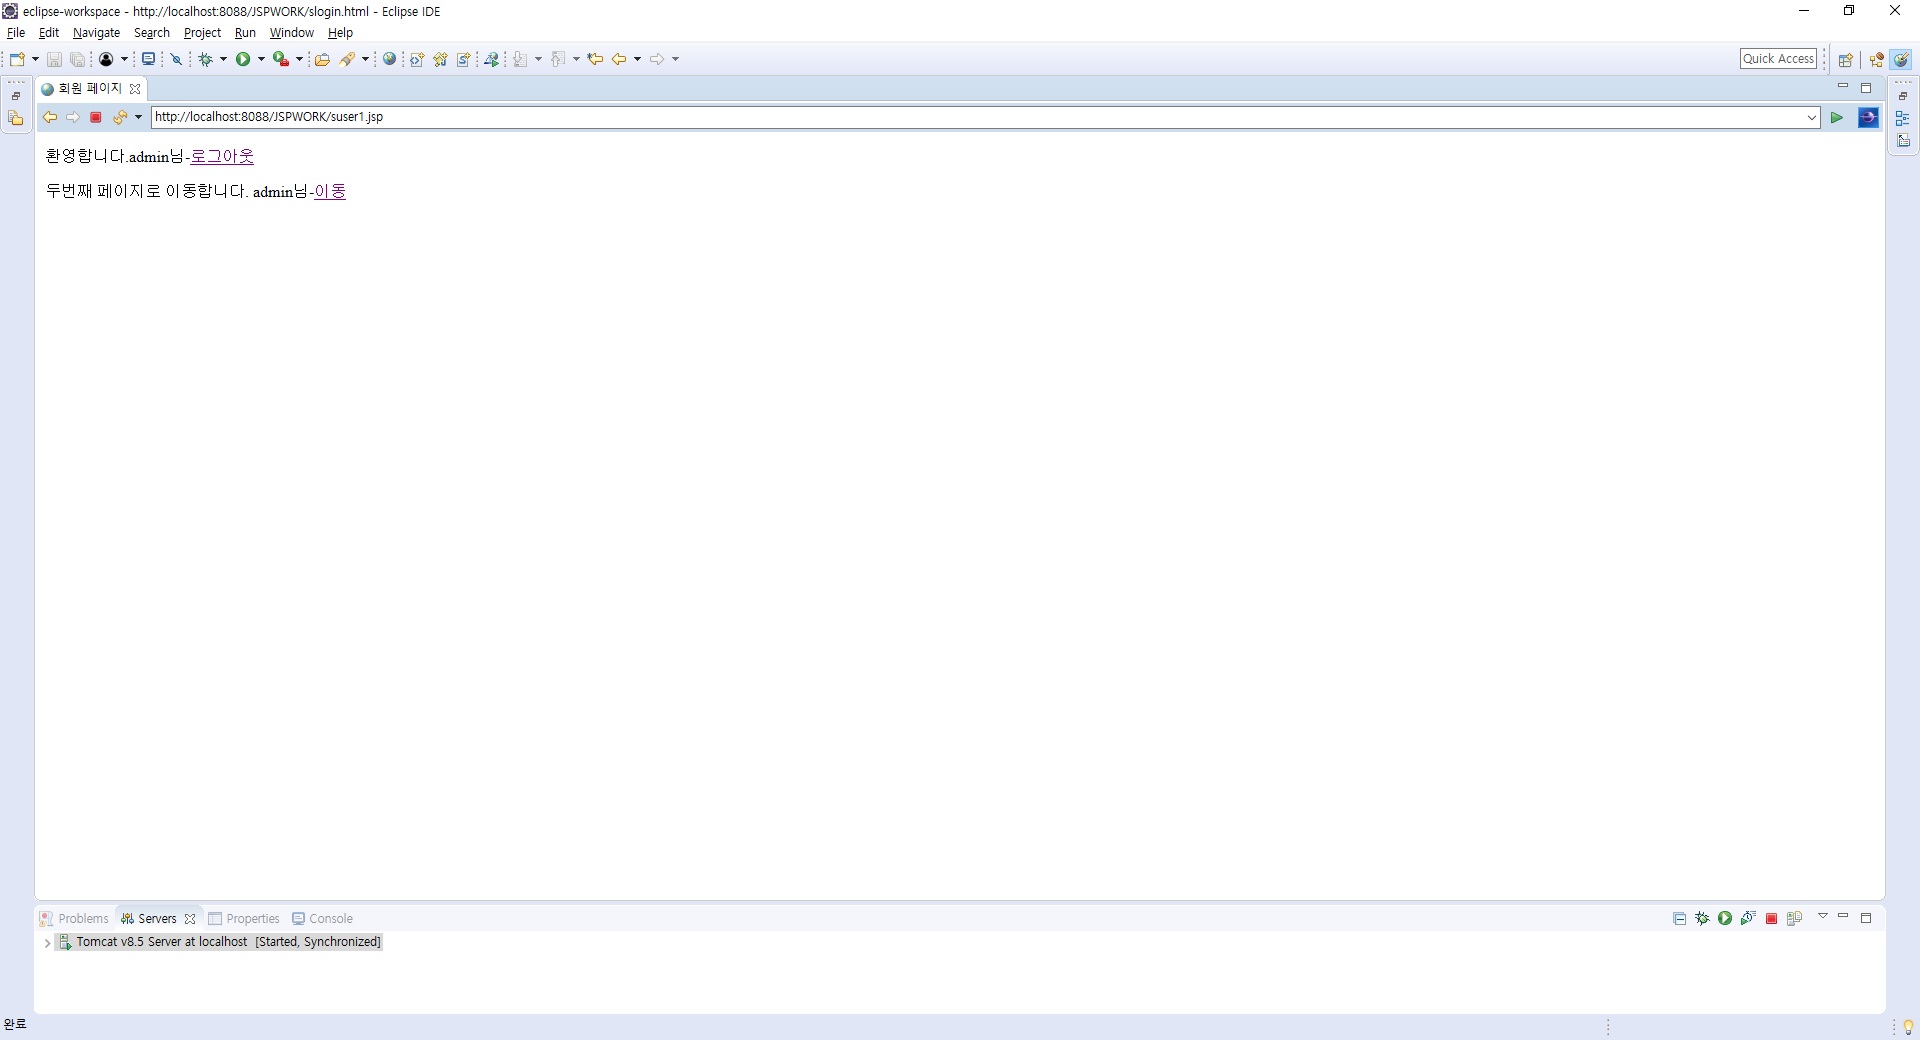 eclipse-workspace - http://localhost:8088/JSPWORK/slogin.html - Eclipse IDE
File Edit Navigate Search Project Run Window Help
Quick Access
회원 페이지
http://localhost:8088/JSPWORK/suser1.jsp
환영합니다.admin님-로그아웃
두번째 페이지로 이동합니다. admin님-이동
Problems Servers Properties Console
Tomcat v8.5 Server at localhost [Started, Synchronized]
완료